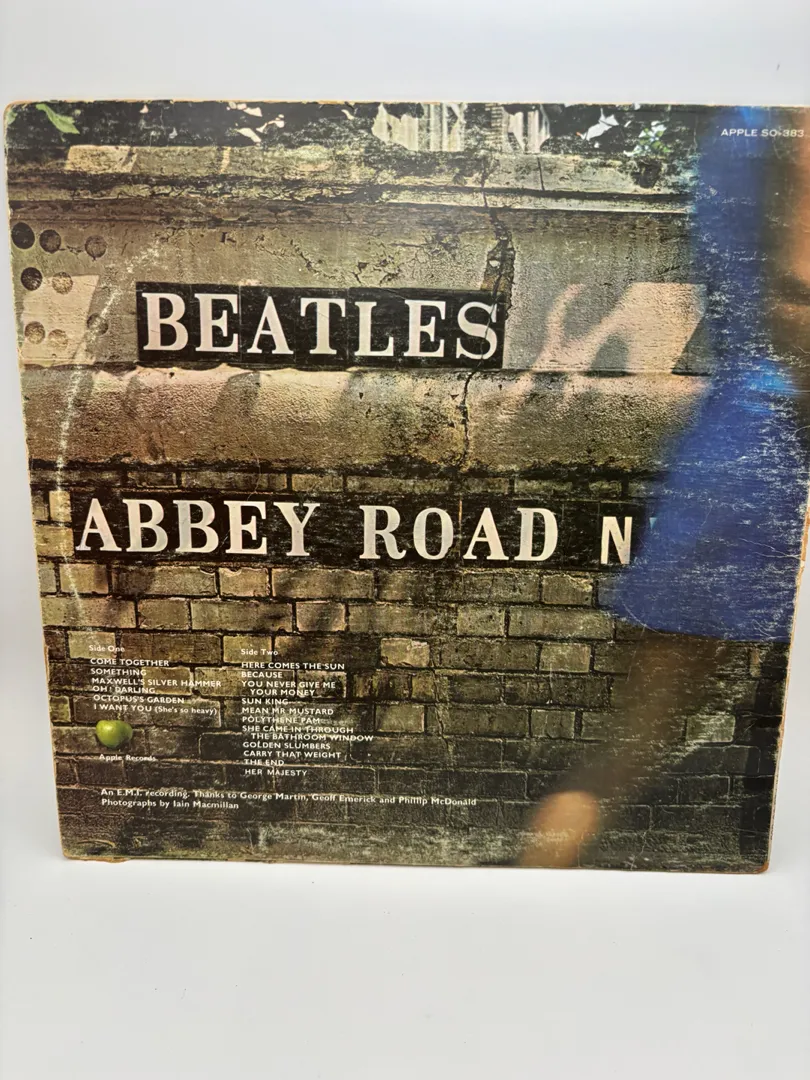 APPLE SO-383
BEATLES
ABBEY ROAD N
Side One
COME TOGETHER
SOMETHING
MAXWELL'S SILVER HAMMER
OH! DARLING
OCTOPUS'S GARDEN
I WANT YOU (She's so heavy)
Apple Records
Side Two
HERE COMES THE SUN
BECAUSE
YOU NEVER GIVE ME
YOUR MONEY
SUN KING
MEAN MR MUSTARD
POLYTHENE PAM
SHE CAME IN THROUGH
THE BATHROOM WINDOW
GOLDEN SLUMBERS
CARRY THAT WEIGHT
THE END
HER MAJESTY
An E.M.I. recording. Thanks to George Martin, Geoff Emerick and Phillip McDonald
Photographs by Iain Macmillan